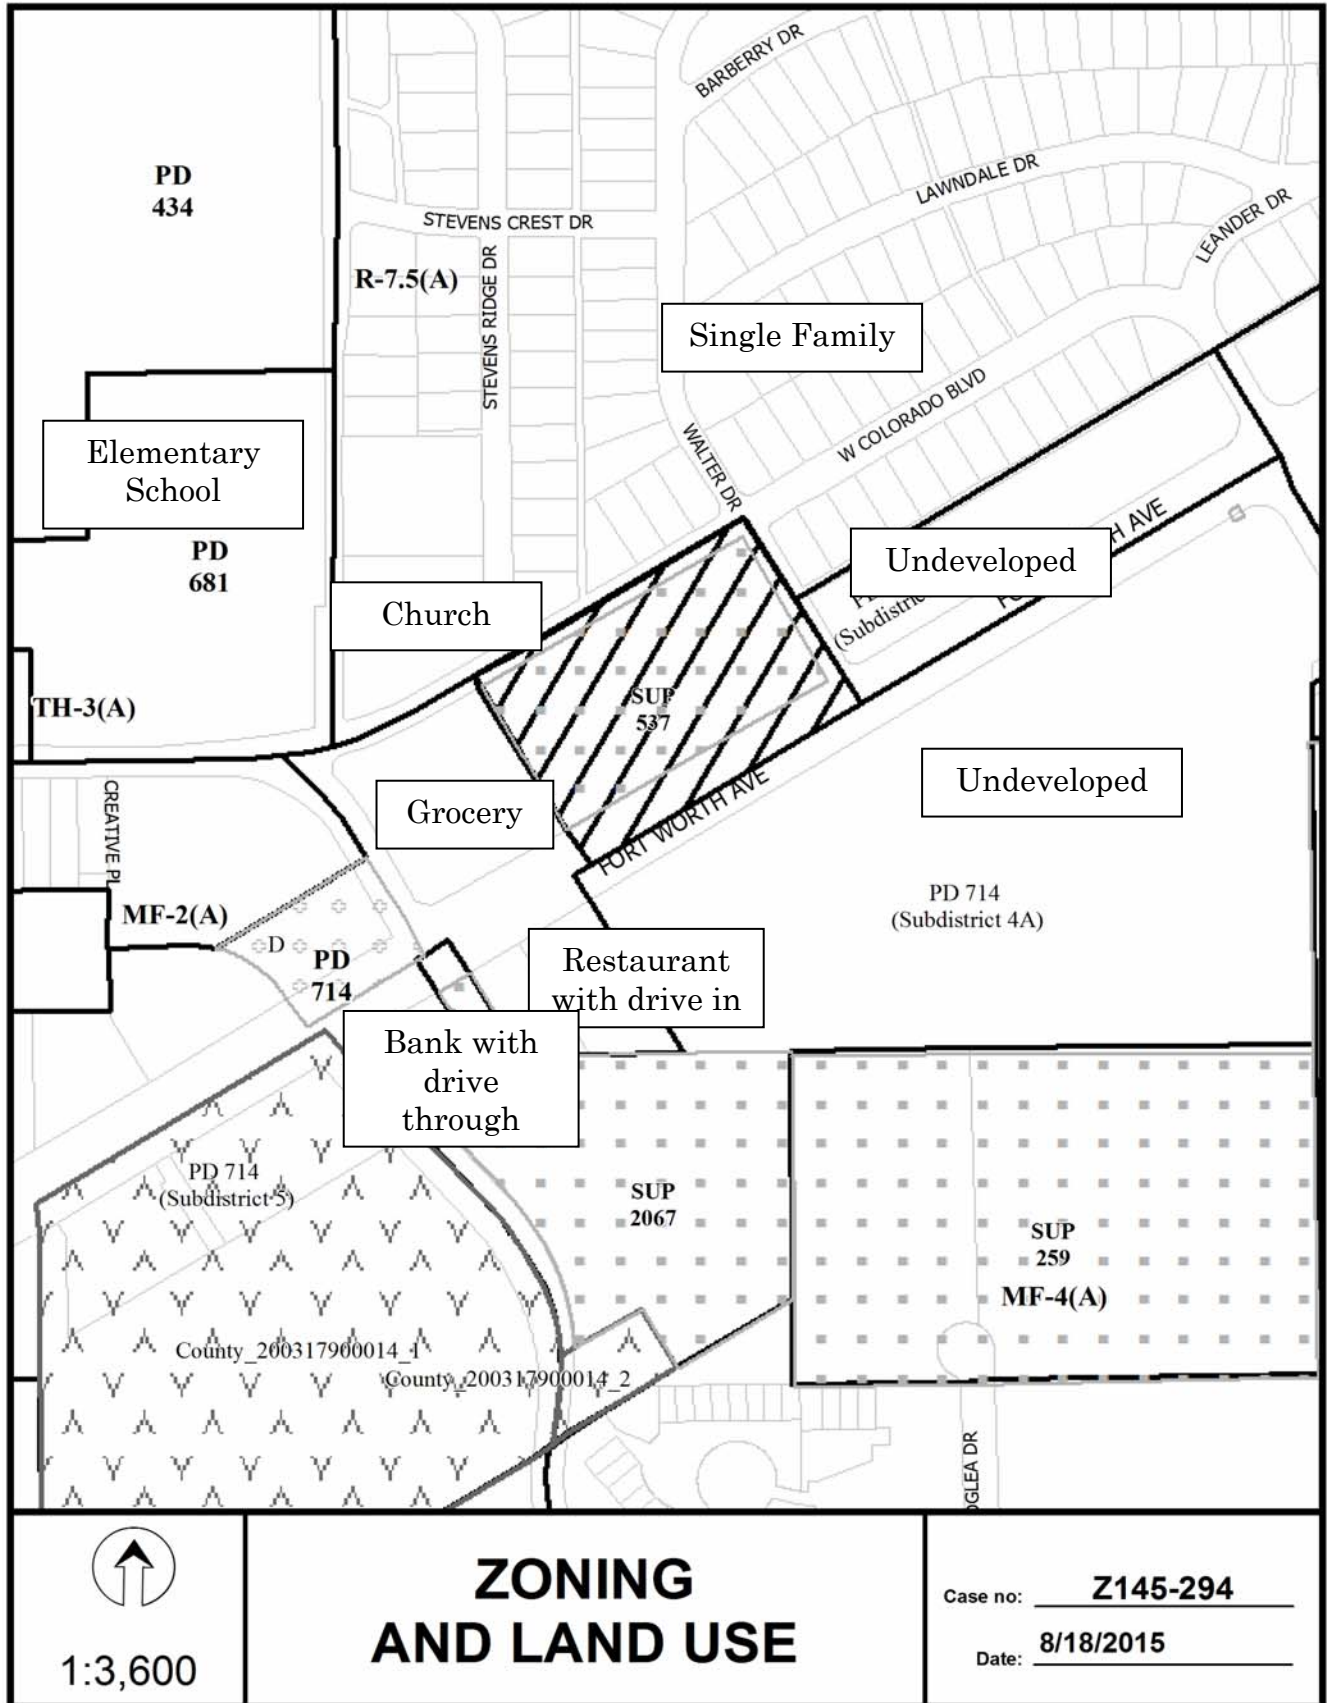 BARBERRY DR
PD
434
LAWNDALE DR
LEANDER DR
STEVENS CREST DR
R-7.5(A)
STEVENS RIDGE DR
Single Family
W COLORADO BLVD
WALTER DR
Elementary
School
PD
681
H AVE
Undeveloped
(Subdistric
Church
SUP
537
TH-3(A)
Undeveloped
Grocery
CREATIVE PL
FORT WORTH AVE
MF-2(A)
PD 714
(Subdistrict 4A)
D
PD
714
Restaurant
with drive in
Bank with
drive
through
PD 714
(Subdistrict 5)
SUP
2067
SUP
259
MF-4(A)
County_200317900014_1
County_200317900014_2
OGLEA DR
1:3,600
ZONING
AND LAND USE
Case no: Z145-294
Date: 8/18/2015